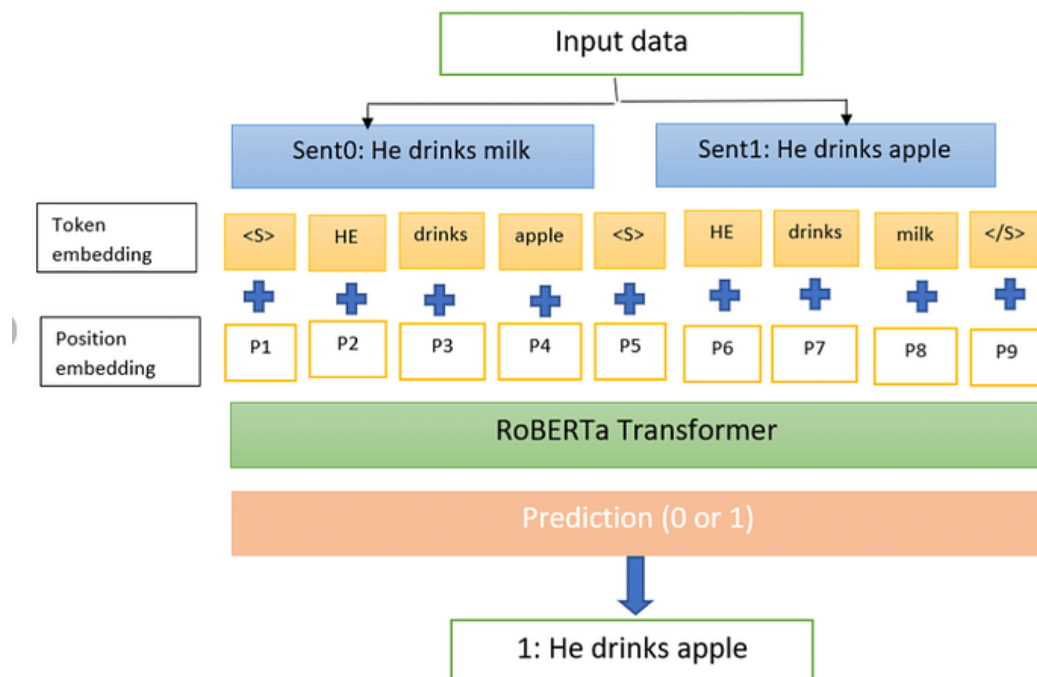 Input data
Sent0: He drinks milk
Sent1: He drinks apple
Token
embedding
<S> HE drinks apple <S> HE drinks milk </S>
Position
embedding
P1 P2 P3 P4 P5 P6 P7 P8 P9
RoBERTa Transformer
Prediction (0 or 1)
1: He drinks apple